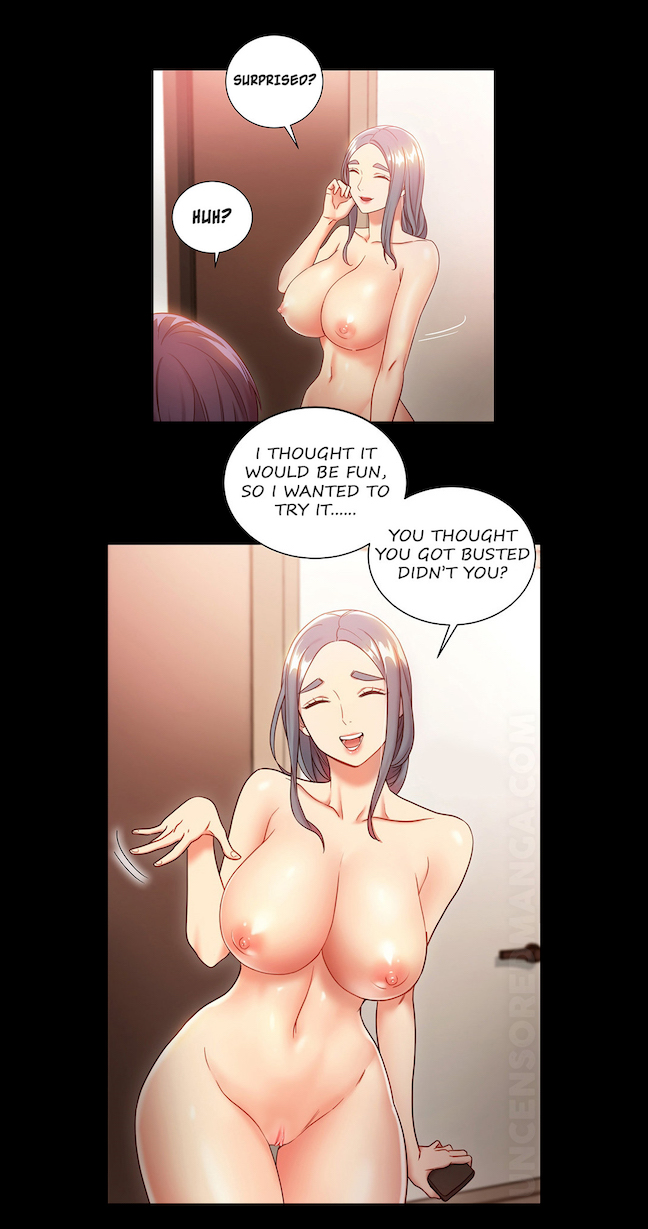 SURPRISED?
HUH?
I THOUGHT IT
WOULD BE FUN,
SO I WANTED TO
TRY IT......
YOU THOUGHT
YOU GOT BUSTED
DIDN'T YOU?